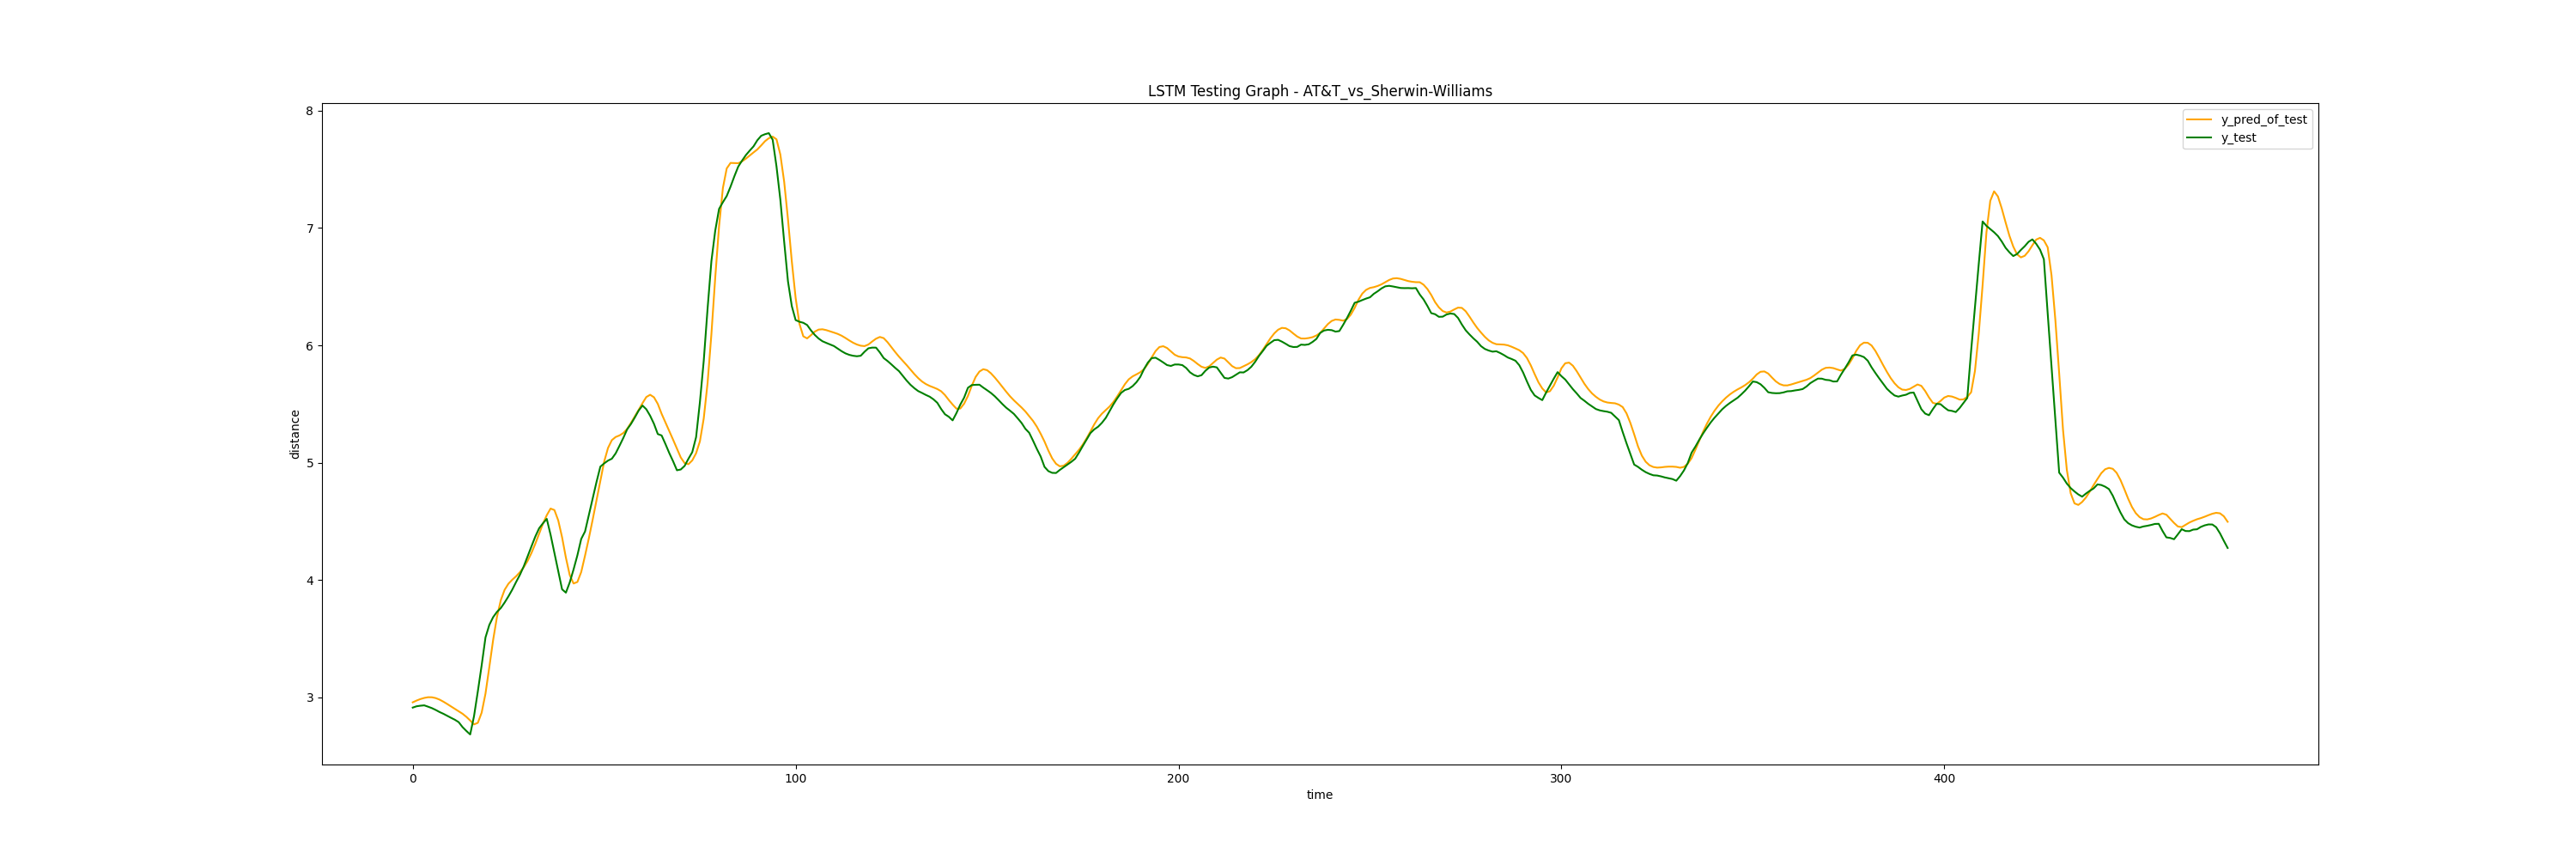 LSTM Testing Graph - AT&T_vs_Sherwin-Williams
y_pred_of_test
y_test
8
7
6
5
4
3
distance
0 100 200 300 400
time